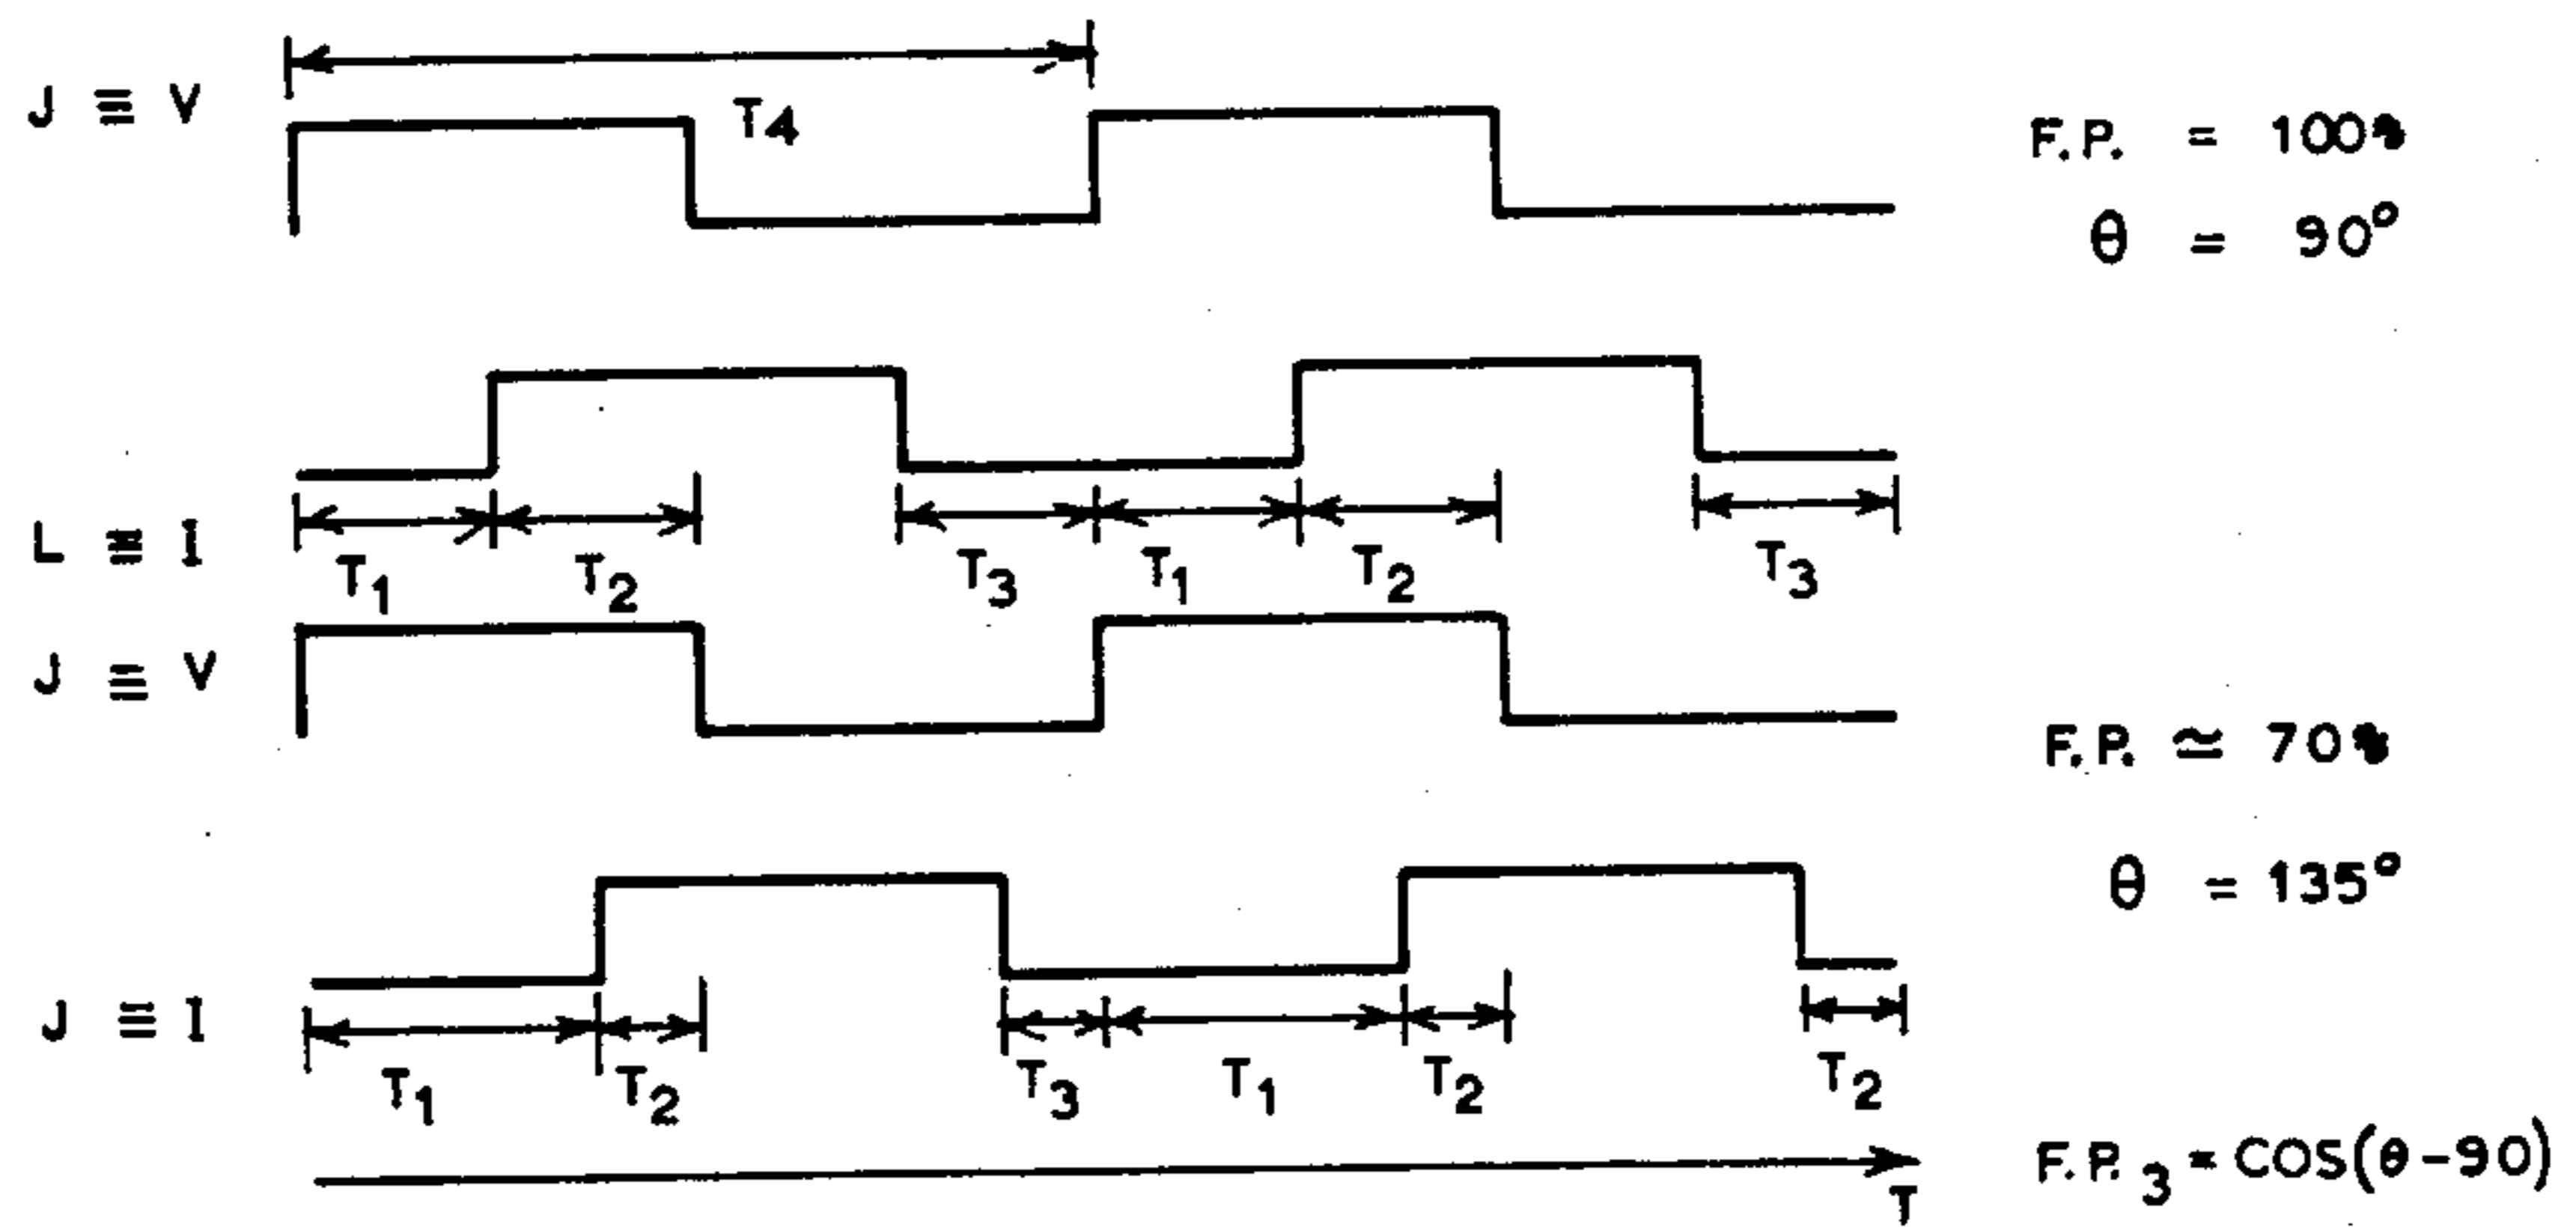 J ≡ V
T4
F.P. = 100%
θ = 90°
L ≡ I
T1 T2 T3 T1 T2 T3
J ≡ V
F.P. ≃ 70%
θ = 135°
J ≡ I
T1 T2 T3 T1 T2 T2
T
F.P.3 = COS(θ-90)